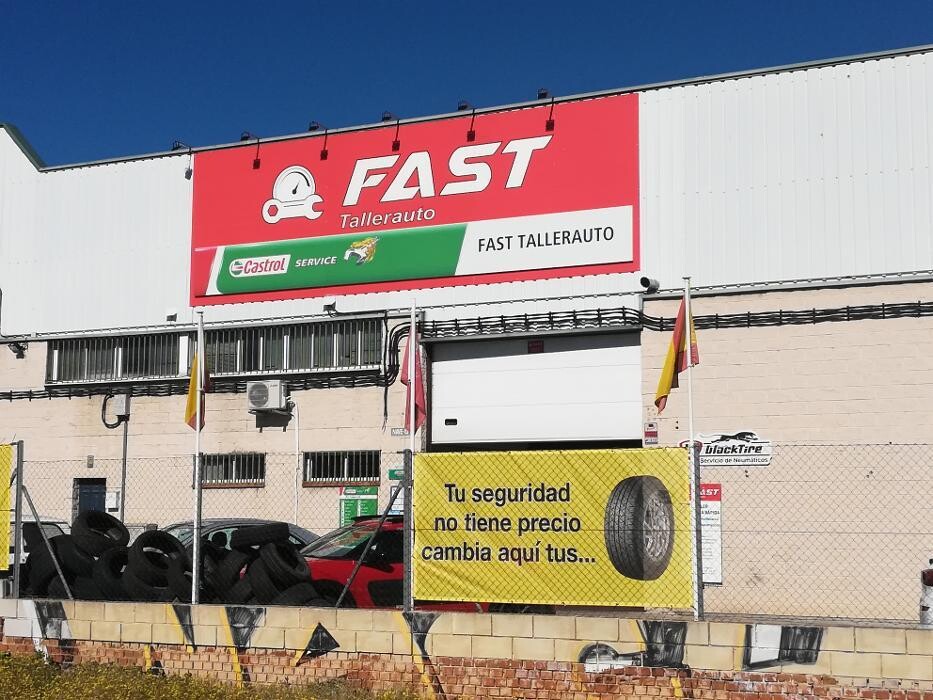 FAST
Tallerauto
Castrol SERVICE
FAST TALLERAUTO
blackTire
Servicio de Neumáticos
Tu seguridad
no tiene precio
cambia aquí tus...
FAST